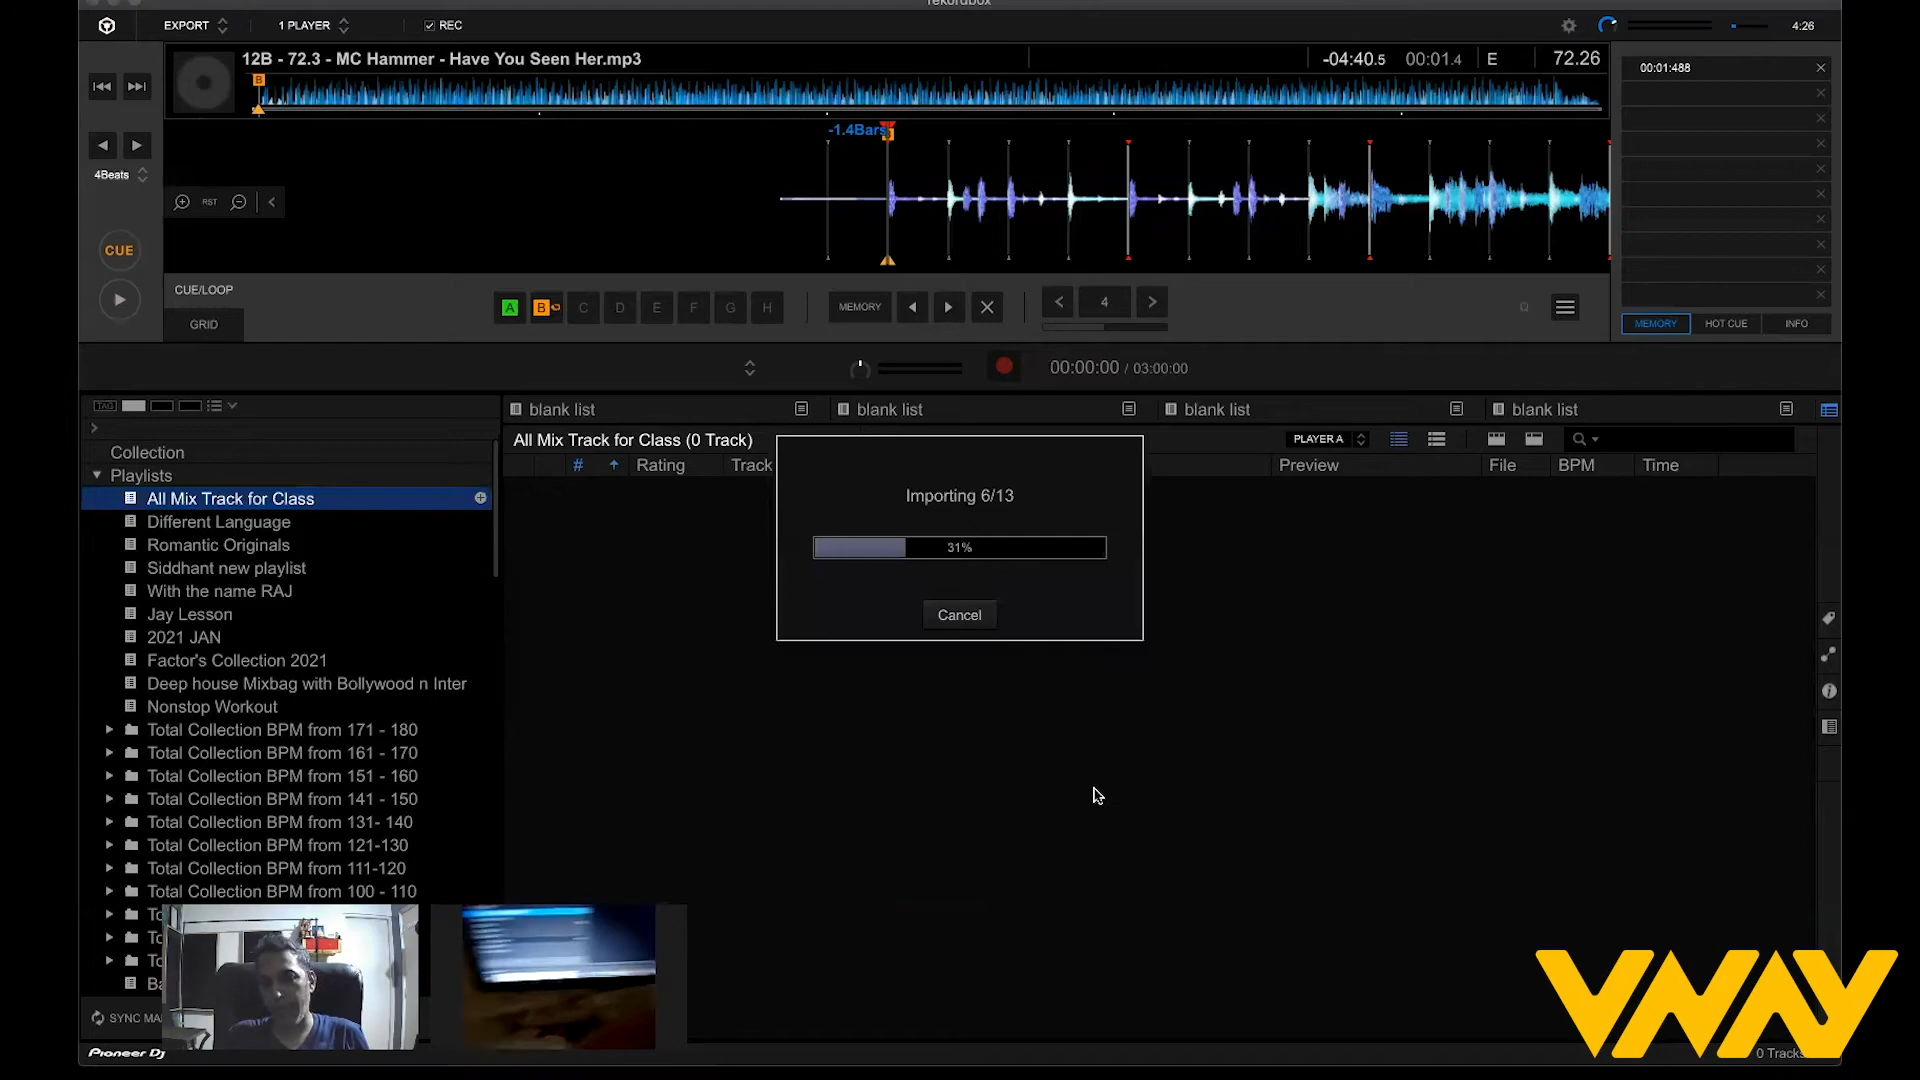 rekordbox
EXPORT
1 PLAYER
REC
4:26
12B - 72.3 - MC Hammer - Have You Seen Her.mp3
-04:40.5
00:01.4
E
72.26
00:01:488
B
-1.4Bars
4Beats
RST
CUE
CUE/LOOP
GRID
A
B
C
D
E
F
G
H
MEMORY
4
Q
MEMORY
HOT CUE
INFO
00:00:00 / 03:00:00
TAG
blank list
blank list
blank list
blank list
All Mix Track for Class (0 Track)
PLAYER A
#
Rating
Track
Preview
File
BPM
Time
Collection
Playlists
All Mix Track for Class
Different Language
Romantic Originals
Siddhant new playlist
With the name RAJ
Jay Lesson
2021 JAN
Factor's Collection 2021
Deep house Mixbag with Bollywood n Inter
Nonstop Workout
Total Collection BPM from 171 - 180
Total Collection BPM from 161 - 170
Total Collection BPM from 151 - 160
Total Collection BPM from 141 - 150
Total Collection BPM from 131- 140
Total Collection BPM from 121-130
Total Collection BPM from 111-120
Total Collection BPM from 100 - 110
To
To
To
Ba
Importing 6/13
31%
Cancel
SYNC MA
Pioneer Dj
0 Tracks